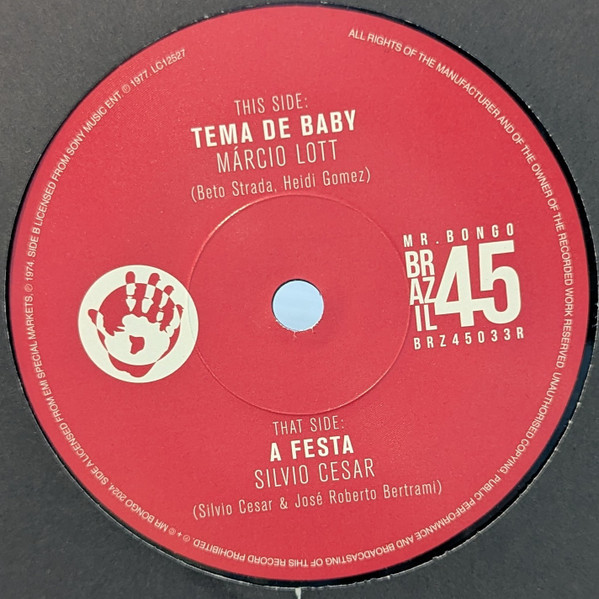 THIS SIDE:
TEMA DE BABY
MÁRCIO LOTT
(Beto Strada, Heidi Gomez)
MR.BONGO
BR
AZ
IL
45
BRZ45033R
THAT SIDE:
A FESTA
SILVIO CESAR
(Silvio Cesar & José Roberto Bertrami)
℗ & © MR BONGO 2024. SIDE A LICENSED FROM EMI SPECIAL MARKETS. ℗ 1974. SIDE B LICENSED FROM SONY MUSIC ENT. ℗ 1977. LC12527
ALL RIGHTS OF THE MANUFACTURER AND OF THE OWNER OF THE RECORDED WORK RESERVED. UNAUTHORISED COPYING, PUBLIC PERFORMANCE AND BROADCASTING OF THIS RECORD PROHIBITED.